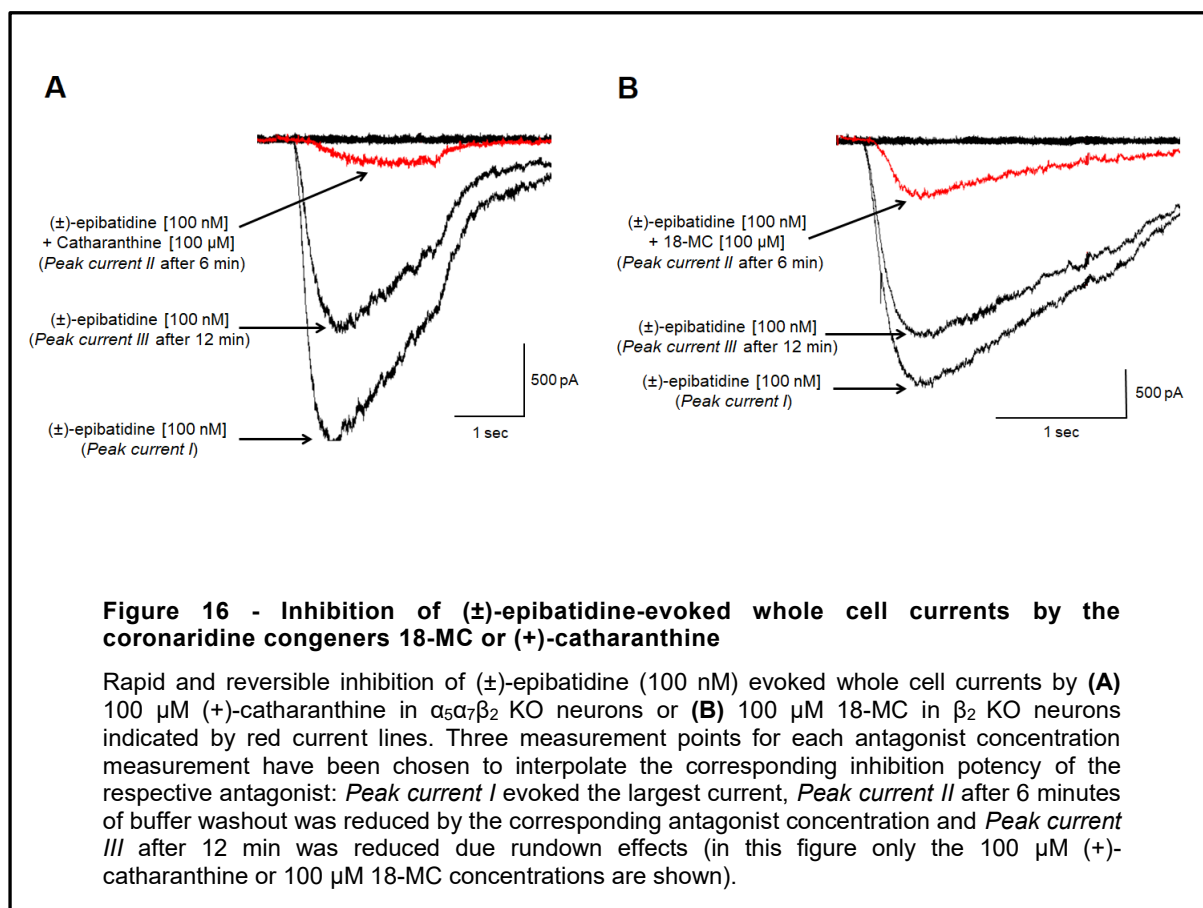 A
B
(±)-epibatidine [100 nM]
+ Catharanthine [100 µM]
(Peak current II after 6 min)
(±)-epibatidine [100 nM]
(Peak current III after 12 min)
(±)-epibatidine [100 nM]
(Peak current I)
500 pA
1 sec
(±)-epibatidine [100 nM]
+ 18-MC [100 µM]
(Peak current II after 6 min)
(±)-epibatidine [100 nM]
(Peak current III after 12 min)
(±)-epibatidine [100 nM]
(Peak current I)
500 pA
1 sec
Figure 16 - Inhibition of (±)-epibatidine-evoked whole cell currents by the
coronaridine congeners 18-MC or (+)-catharanthine
Rapid and reversible inhibition of (±)-epibatidine (100 nM) evoked whole cell currents by (A)
100 µM (+)-catharanthine in α₅α₇β₂ KO neurons or (B) 100 µM 18-MC in β₂ KO neurons
indicated by red current lines. Three measurement points for each antagonist concentration
measurement have been chosen to interpolate the corresponding inhibition potency of the
respective antagonist: Peak current I evoked the largest current, Peak current II after 6 minutes
of buffer washout was reduced by the corresponding antagonist concentration and Peak current
III after 12 min was reduced due rundown effects (in this figure only the 100 µM (+)-
catharanthine or 100 µM 18-MC concentrations are shown).